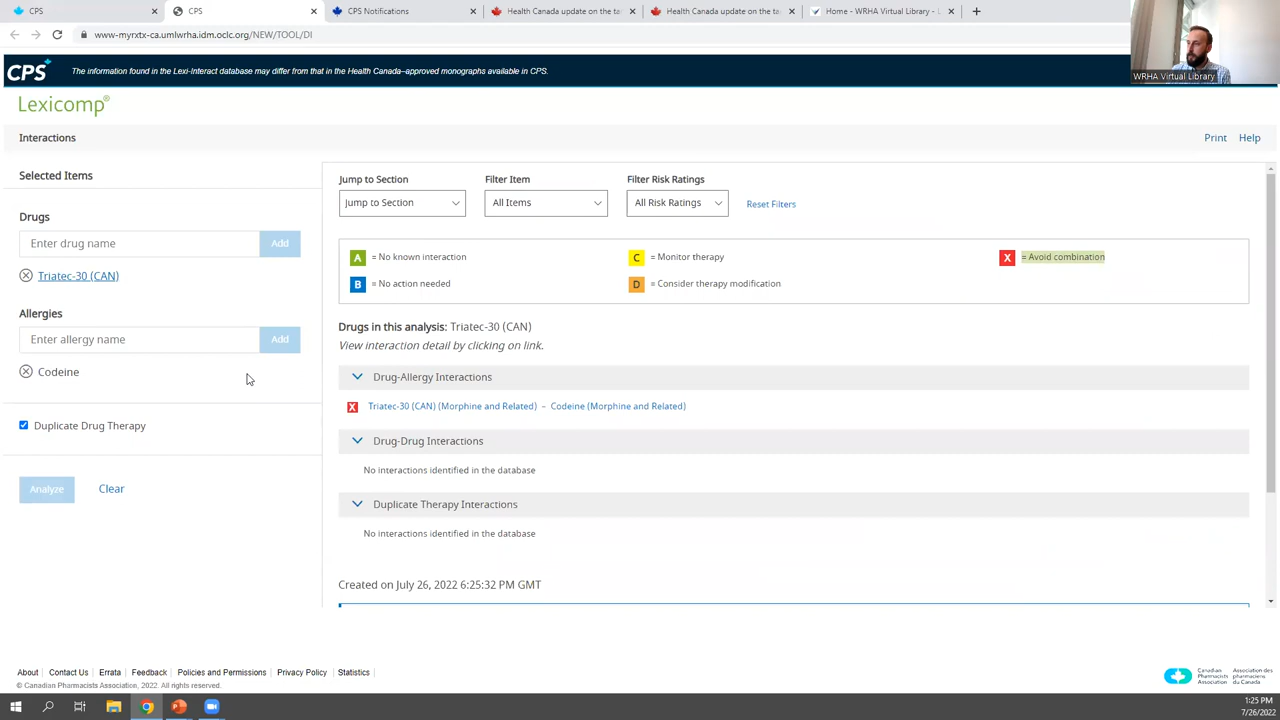 CPS
CPS
CPS Notifications
Health Canada update on the ta
Health Canada update on the ta
Home - WRHA Virtual Library - L
www-myrxtx-ca.umlwrha.idm.oclc.org/NEW/TOOL/DI
WRHA Virtual Library
CPS
The information found in the Lexi-Interact database may differ from that in the Health Canada–approved monographs available in CPS.
Lexicomp®
Interactions
Print
Help
Selected Items
Drugs
Enter drug name
Add
Triatec-30 (CAN)
Allergies
Enter allergy name
Add
Codeine
Duplicate Drug Therapy
Analyze
Clear
Jump to Section
Filter Item
Filter Risk Ratings
Jump to Section
All Items
All Risk Ratings
Reset Filters
A = No known interaction
C = Monitor therapy
X = Avoid combination
B = No action needed
D = Consider therapy modification
Drugs in this analysis: Triatec-30 (CAN)
View interaction detail by clicking on link.
Drug-Allergy Interactions
X Triatec-30 (CAN) (Morphine and Related) - Codeine (Morphine and Related)
Drug-Drug Interactions
No interactions identified in the database
Duplicate Therapy Interactions
No interactions identified in the database
Created on July 26, 2022 6:25:32 PM GMT
About
Contact Us
Errata
Feedback
Policies and Permissions
Privacy Policy
Statistics
© Canadian Pharmacists Association, 2022. All rights reserved.
Canadian Pharmacists Association
Association des pharmaciens du Canada
1:25 PM
7/26/2022